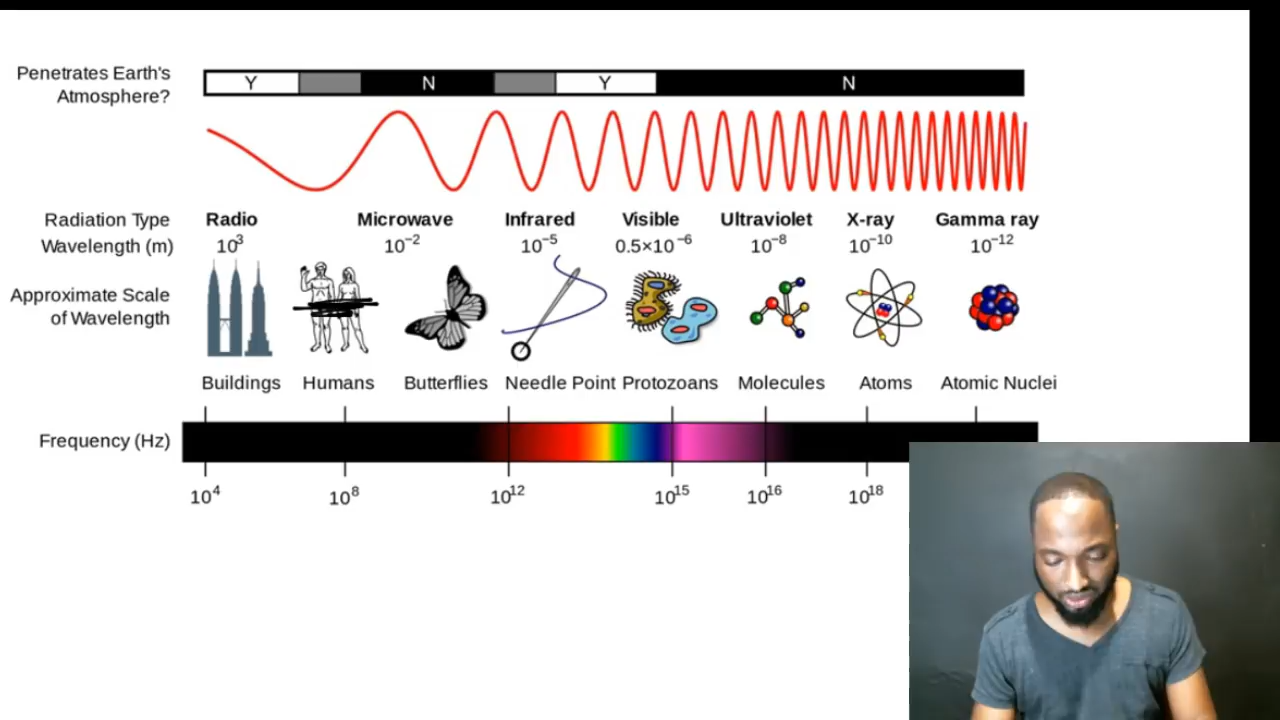 Penetrates Earth's
Atmosphere?
Y N Y N
Radiation Type Radio Microwave Infrared Visible Ultraviolet X-ray Gamma ray
Wavelength (m) 10³ 10⁻² 10⁻⁵ 0.5×10⁻⁶ 10⁻⁸ 10⁻¹⁰ 10⁻¹²
Approximate Scale
of Wavelength
Buildings Humans Butterflies Needle Point Protozoans Molecules Atoms Atomic Nuclei
Frequency (Hz)
10⁴ 10⁸ 10¹² 10¹⁵ 10¹⁶ 10¹⁸